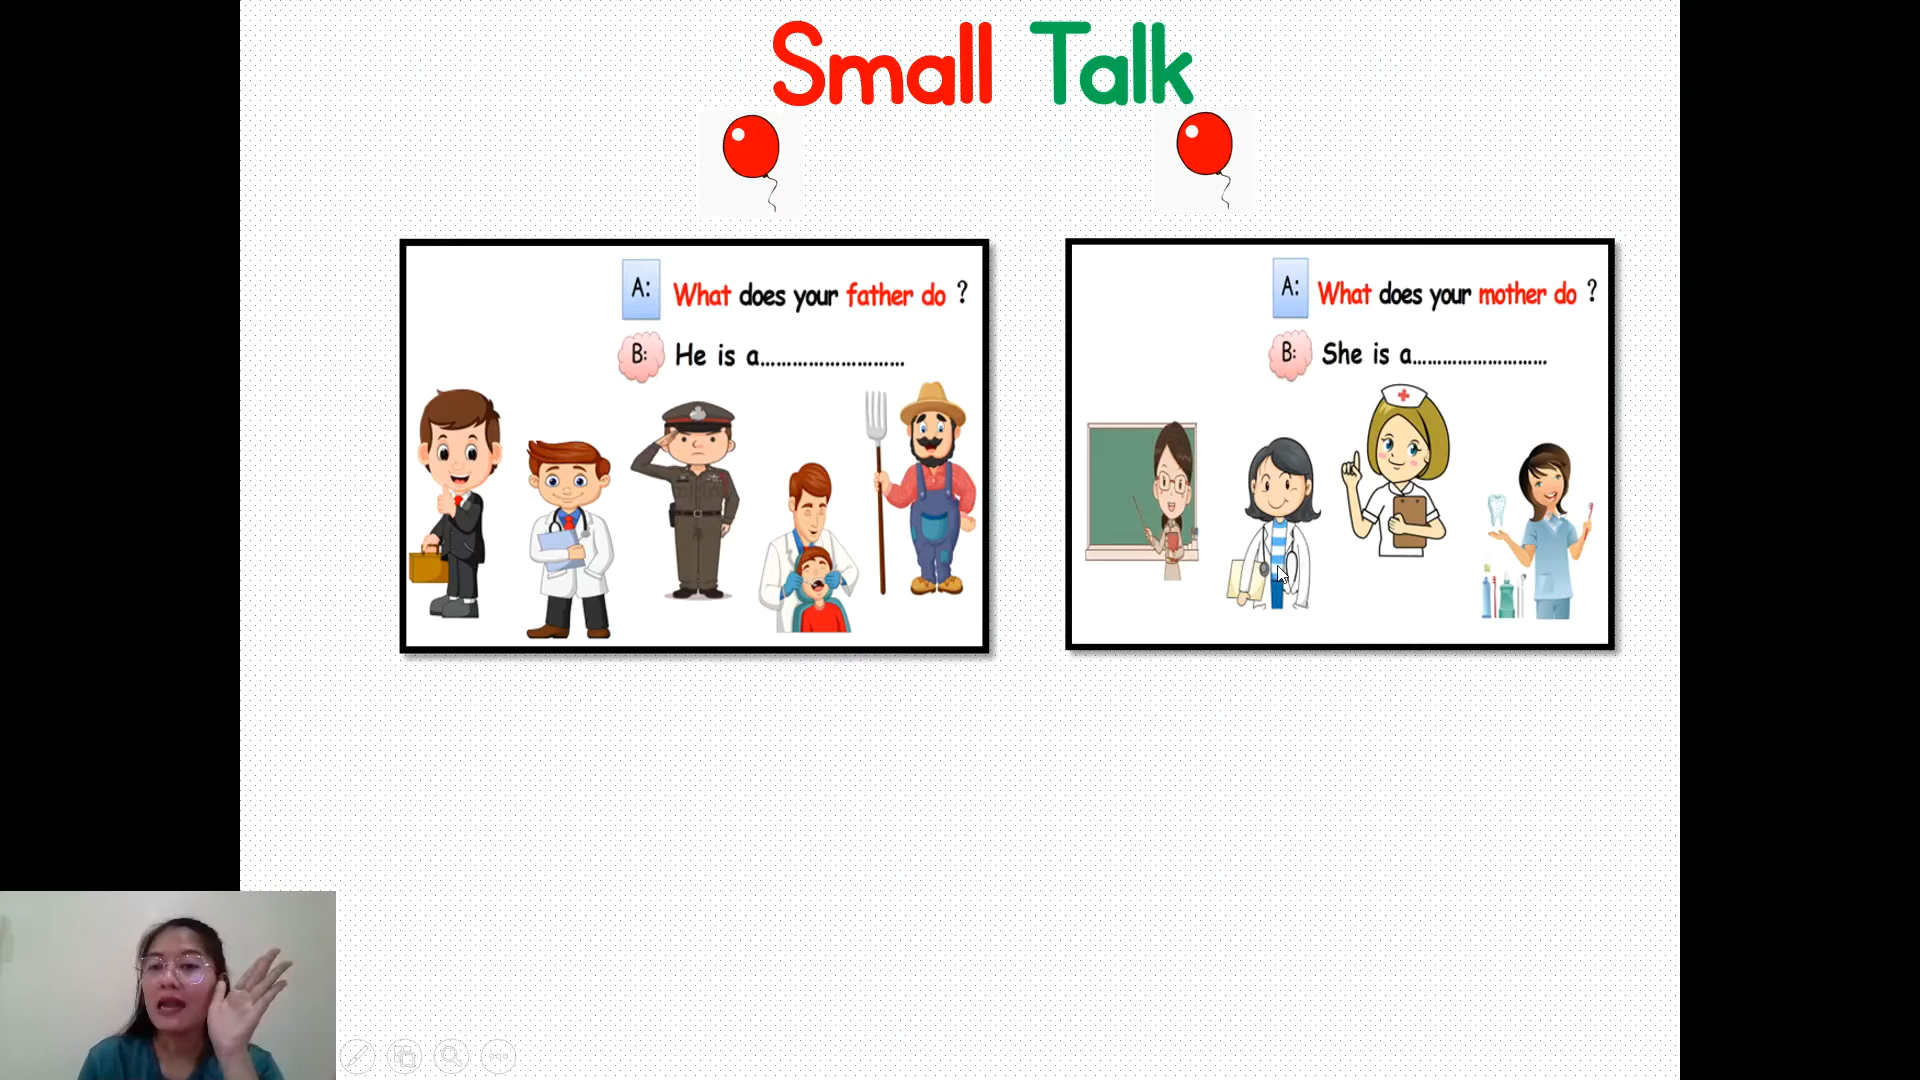 Small Talk
A: What does your father do ?
B: He is a........................
A: What does your mother do ?
B: She is a........................